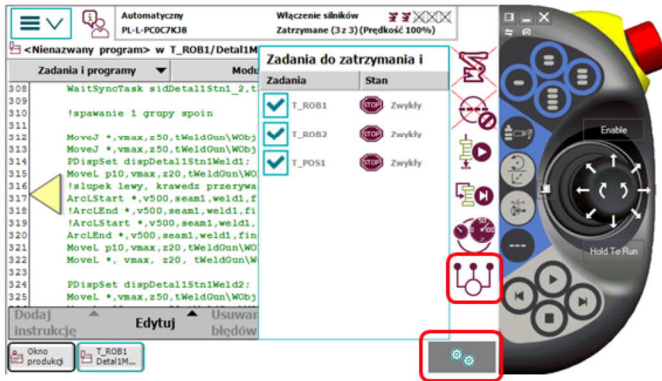 Automatyczny
PL-L-PC0C7K38
Włączenie silników
Zatrzymane (3 z 3) (Prędkość 100%)
<Nienazwany program> w T_ROB1/Detal1M
Zadania i programy
Modu
Zadania do zatrzymania i
Zadania
Stan
T_ROB1
STOP
Zwykły
T_ROB2
STOP
Zwykły
T_POS1
STOP
Zwykły
308 WaitSyncTask sidDetal1Stn1_2,t
309
310 !spawanie 1 grupy spoin
311
312 MoveJ *,vmax,z50,tWeldGun\WObj
313 MoveJ *,vmax,z50,tWeldGun\WObj
314 PDispSet dispDetal1Stn1Weld1;
315 MoveL p10,vmax,z20,tWeldGun\WO
316 !slupek lewy, krawedz przerywa
317 ArcLStart *,v500,seam1,weld1,f
318 !ArcLEnd *,v500,seam1,weld1,fi
319 !ArcLStart *,v500,seam1,weld1,
320 ArcLEnd *,v500,seam1,weld1,fin
321 MoveL p10,vmax,z20,tWeldGun\WO
322 MoveL *, vmax, z20, tWeldGun\W
323
324 PDispSet dispDetal1Stn1Weld2;
325 MoveL *,vmax,z50,tWeldGun\WObj
Dodaj instrukcję
Edytuj
Usuwan błędów
Okno produkcji
T_ROB1 Detal1M...
Enable
Hold To Run